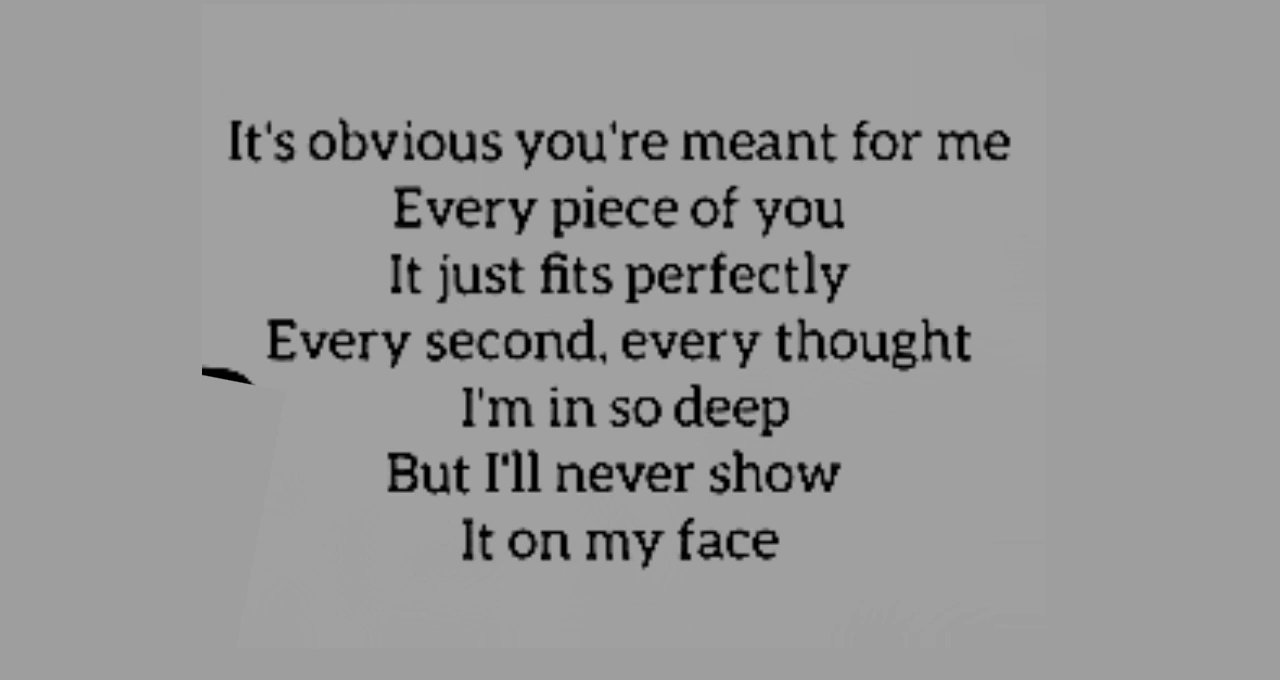 It's obvious you're meant for me
Every piece of you
It just fits perfectly
Every second, every thought
I'm in so deep
But I'll never show
It on my face